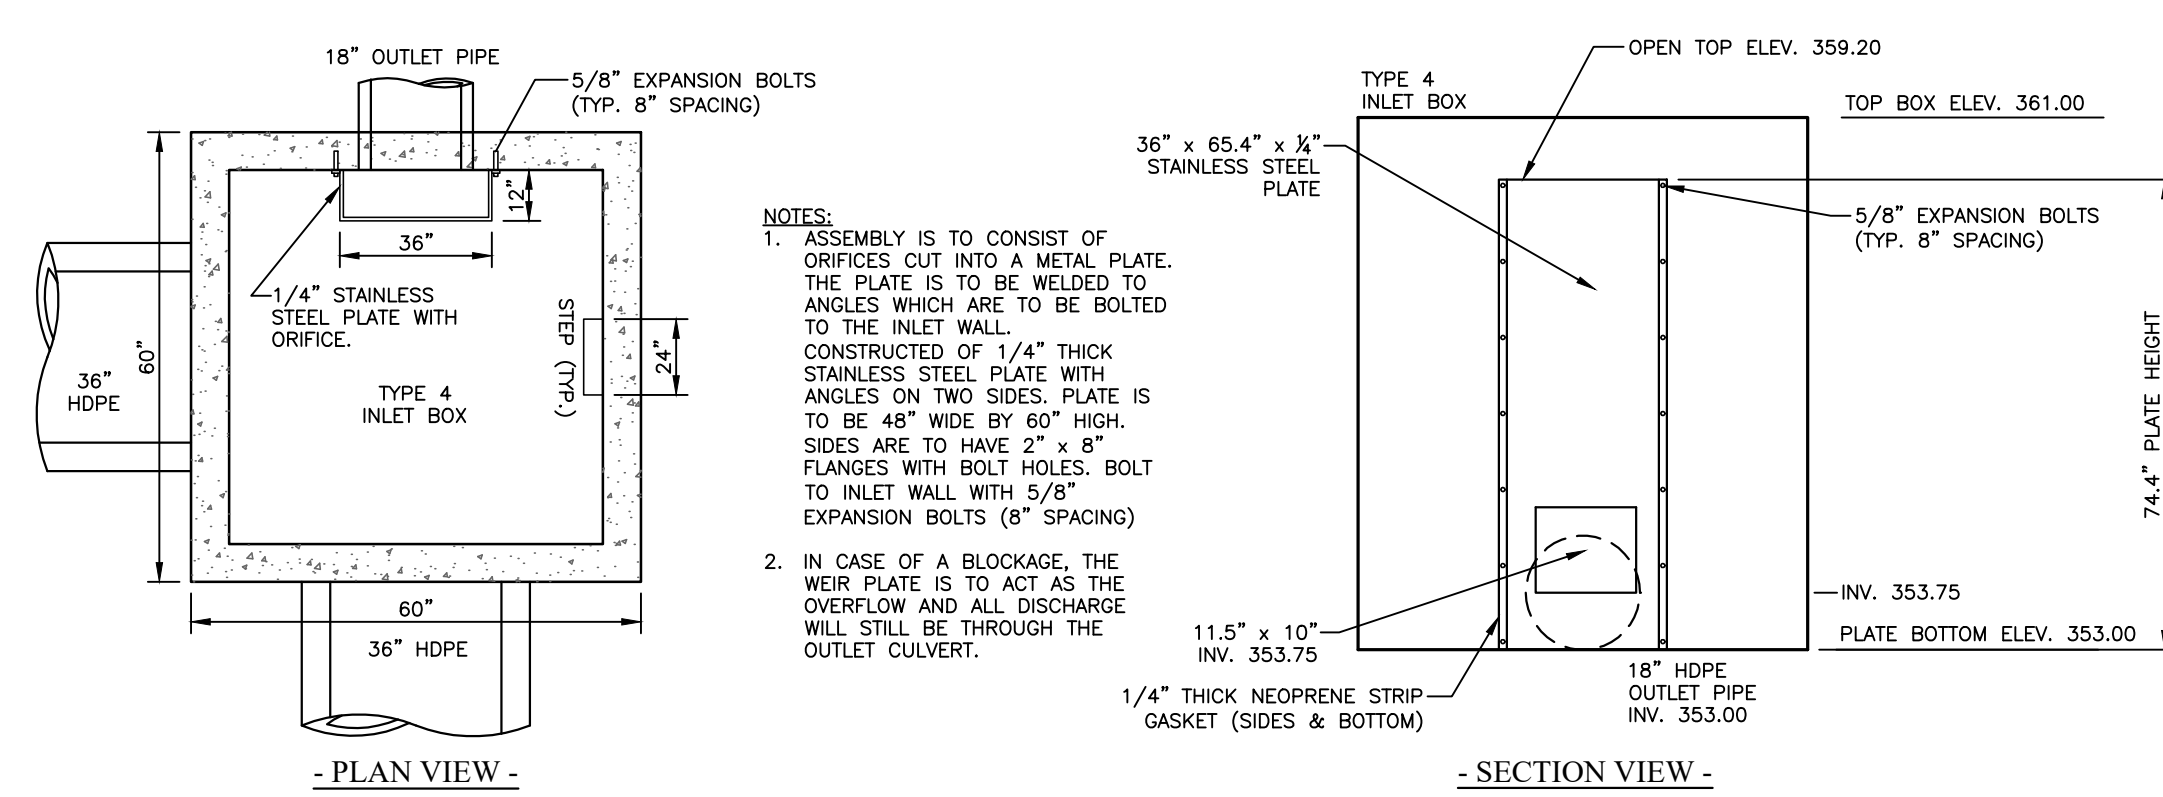 18” OUTLET PIPE
5/8” EXPANSION BOLTS
(TYP. 8” SPACING)
12”
36”
1/4” STAINLESS
STEEL PLATE WITH
ORIFICE.
STEP (TYP.)
24”
60”
36”
HDPE
TYPE 4
INLET BOX
60”
36” HDPE
- PLAN VIEW -
NOTES:
1. ASSEMBLY IS TO CONSIST OF
ORIFICES CUT INTO A METAL PLATE.
THE PLATE IS TO BE WELDED TO
ANGLES WHICH ARE TO BE BOLTED
TO THE INLET WALL.
CONSTRUCTED OF 1/4” THICK
STAINLESS STEEL PLATE WITH
ANGLES ON TWO SIDES. PLATE IS
TO BE 48” WIDE BY 60” HIGH.
SIDES ARE TO HAVE 2” x 8”
FLANGES WITH BOLT HOLES. BOLT
TO INLET WALL WITH 5/8”
EXPANSION BOLTS (8” SPACING)
2. IN CASE OF A BLOCKAGE, THE
WEIR PLATE IS TO ACT AS THE
OVERFLOW AND ALL DISCHARGE
WILL STILL BE THROUGH THE
OUTLET CULVERT.
OPEN TOP ELEV. 359.20
TYPE 4
INLET BOX
TOP BOX ELEV. 361.00
36” x 65.4” x ¼”
STAINLESS STEEL
PLATE
5/8” EXPANSION BOLTS
(TYP. 8” SPACING)
74.4” PLATE HEIGHT
INV. 353.75
PLATE BOTTOM ELEV. 353.00
11.5” x 10”
INV. 353.75
1/4” THICK NEOPRENE STRIP
GASKET (SIDES & BOTTOM)
18” HDPE
OUTLET PIPE
INV. 353.00
- SECTION VIEW -